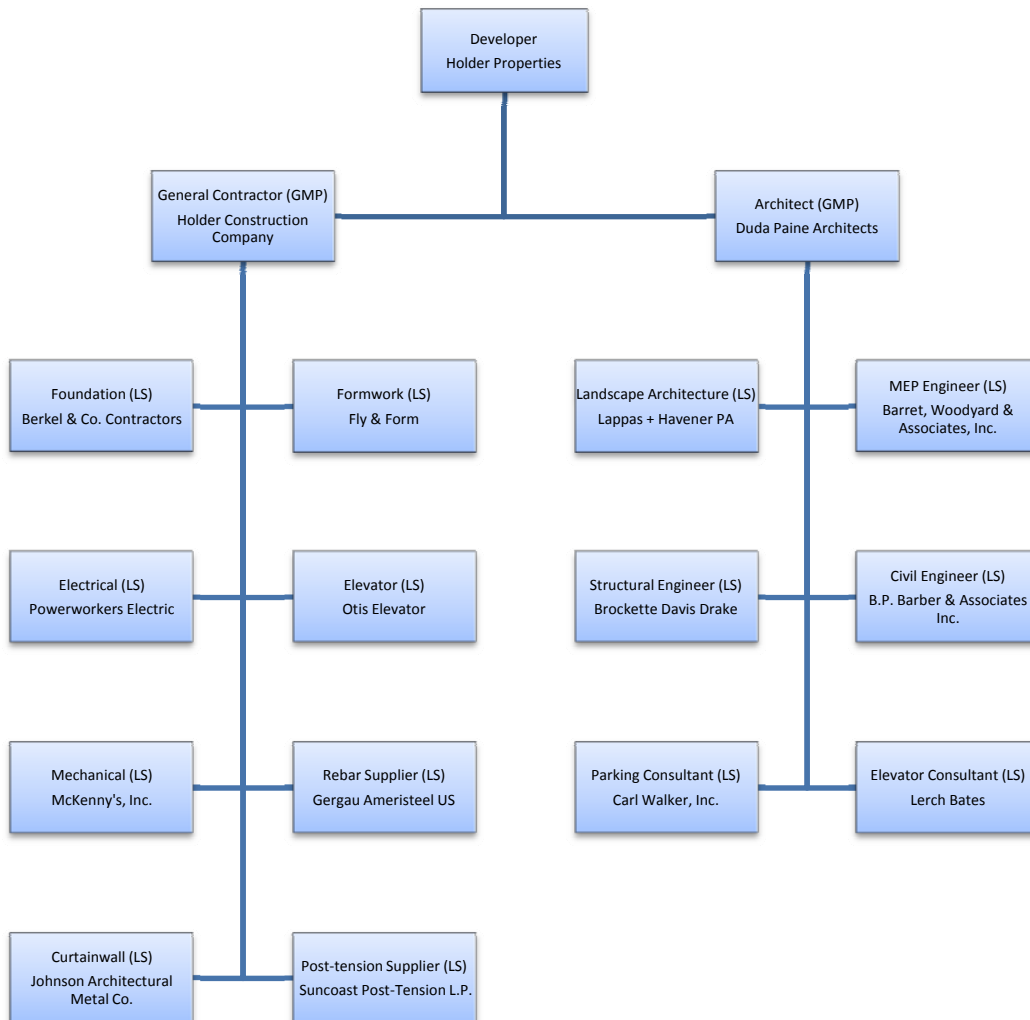 Developer
Holder Properties
General Contractor (GMP)
Holder Construction
Company
Architect (GMP)
Duda Paine Architects
Foundation (LS)
Berkel & Co. Contractors
Formwork (LS)
Fly & Form
Landscape Architecture (LS)
Lappas + Havener PA
MEP Engineer (LS)
Barret, Woodyard &
Associates, Inc.
Electrical (LS)
Powerworkers Electric
Elevator (LS)
Otis Elevator
Structural Engineer (LS)
Brockette Davis Drake
Civil Engineer (LS)
B.P. Barber & Associates
Inc.
Mechanical (LS)
McKenny's, Inc.
Rebar Supplier (LS)
Gergau Ameristeel US
Parking Consultant (LS)
Carl Walker, Inc.
Elevator Consultant (LS)
Lerch Bates
Curtainwall (LS)
Johnson Architectural
Metal Co.
Post-tension Supplier (LS)
Suncoast Post-Tension L.P.